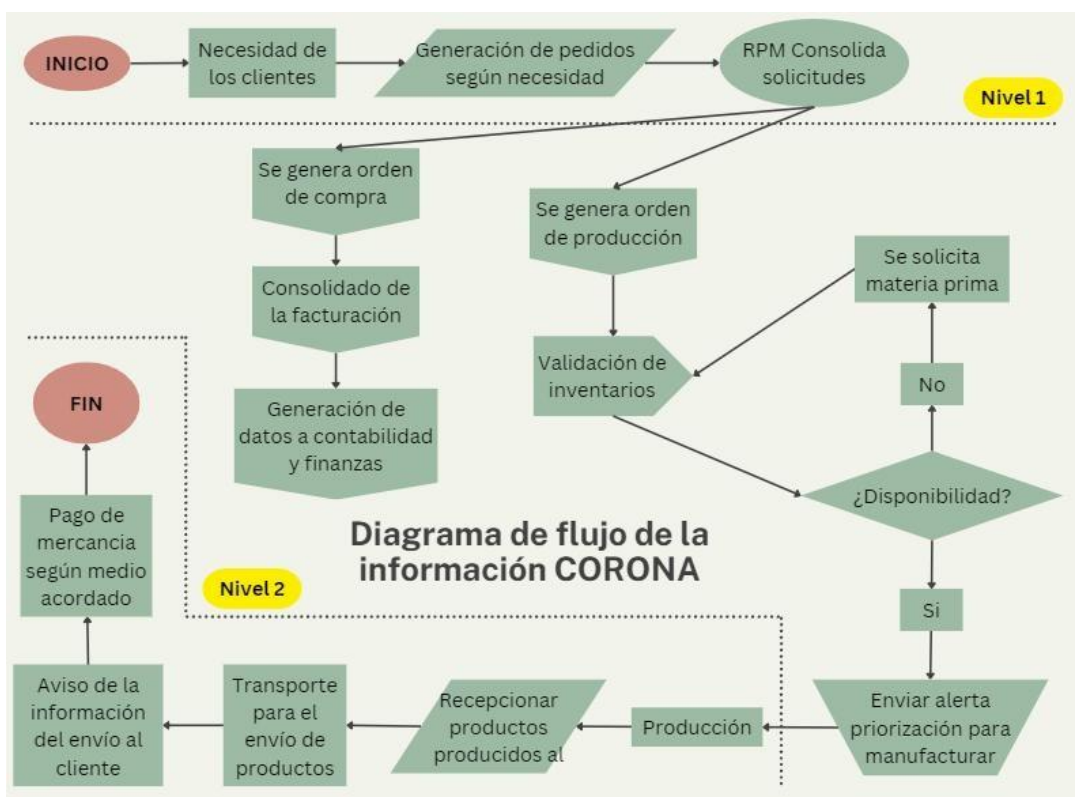 INICIO
Necesidad de
los clientes
Generación de pedidos
según necesidad
RPM Consolida
solicitudes
Nivel 1
Se genera orden
de compra
Se genera orden
de producción
Se solicita
materia prima
Consolidado de
la facturación
Validación de
inventarios
No
FIN
Generación de
datos a contabilidad
y finanzas
¿Disponibilidad?
Pago de
mercancia
según medio
acordado
Diagrama de flujo de la
información CORONA
Nivel 2
Si
Aviso de la
información
del envío al
cliente
Transporte
para el
envío de
productos
Recepcionar
productos
producidos al
Producción
Enviar alerta
priorización para
manufacturar